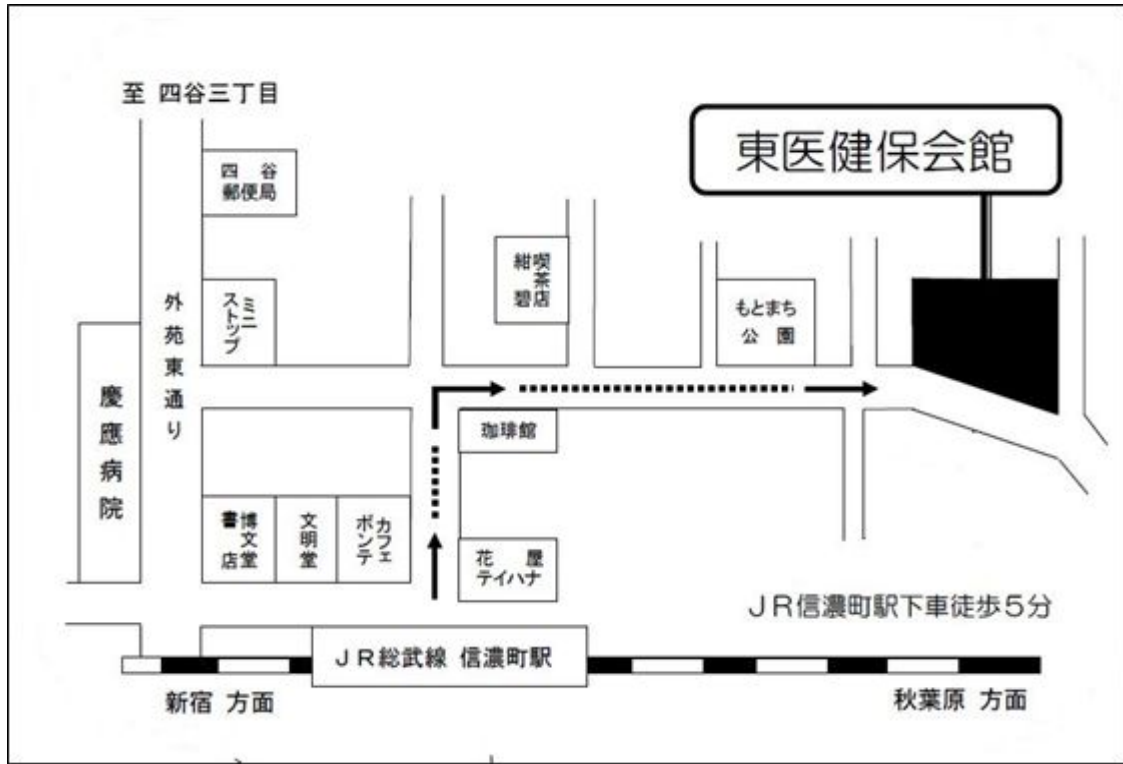 至 四谷三丁目
東医健保会館
四谷
郵便局
喫茶店
紺碧
ミニ
ストップ
もとまち
公園
外苑東通り
慶應病院
珈琲館
博文堂
書店
文明堂
カフェ
ボンテ
花屋
テイハナ
JR信濃町駅下車徒歩5分
JR総武線 信濃町駅
新宿 方面
秋葉原 方面